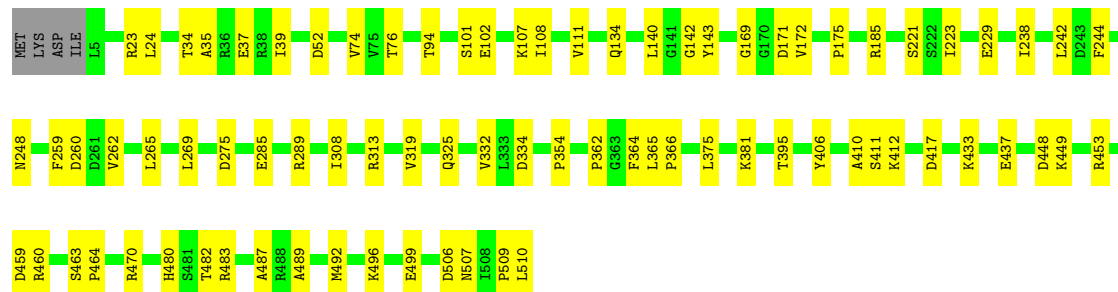 MET LYS ASP ILE L5 R23 L24 T34 A35 R36 E37 R38 I39 D52 V74 V75 T76 T94 S101 E102 K107 I108 V111 Q134 L140 G141 G142 Y143 G169 G170 D171 V172 P175 R185 S221 S222 I223 E229 I238 L242 D243 F244
N248 F259 D260 D261 V262 L265 L269 D275 E285 R289 I308 R313 V319 Q325 V332 L333 D334 P354 P362 G363 F364 L365 P366 L375 K381 T395 Y406 A410 S411 K412 D417 K433 E437 D448 K449 R453
D459 R460 S463 P464 R470 H480 S481 T482 R483 A487 R488 A489 M492 K496 E499 D506 N507 I508 P509 L510